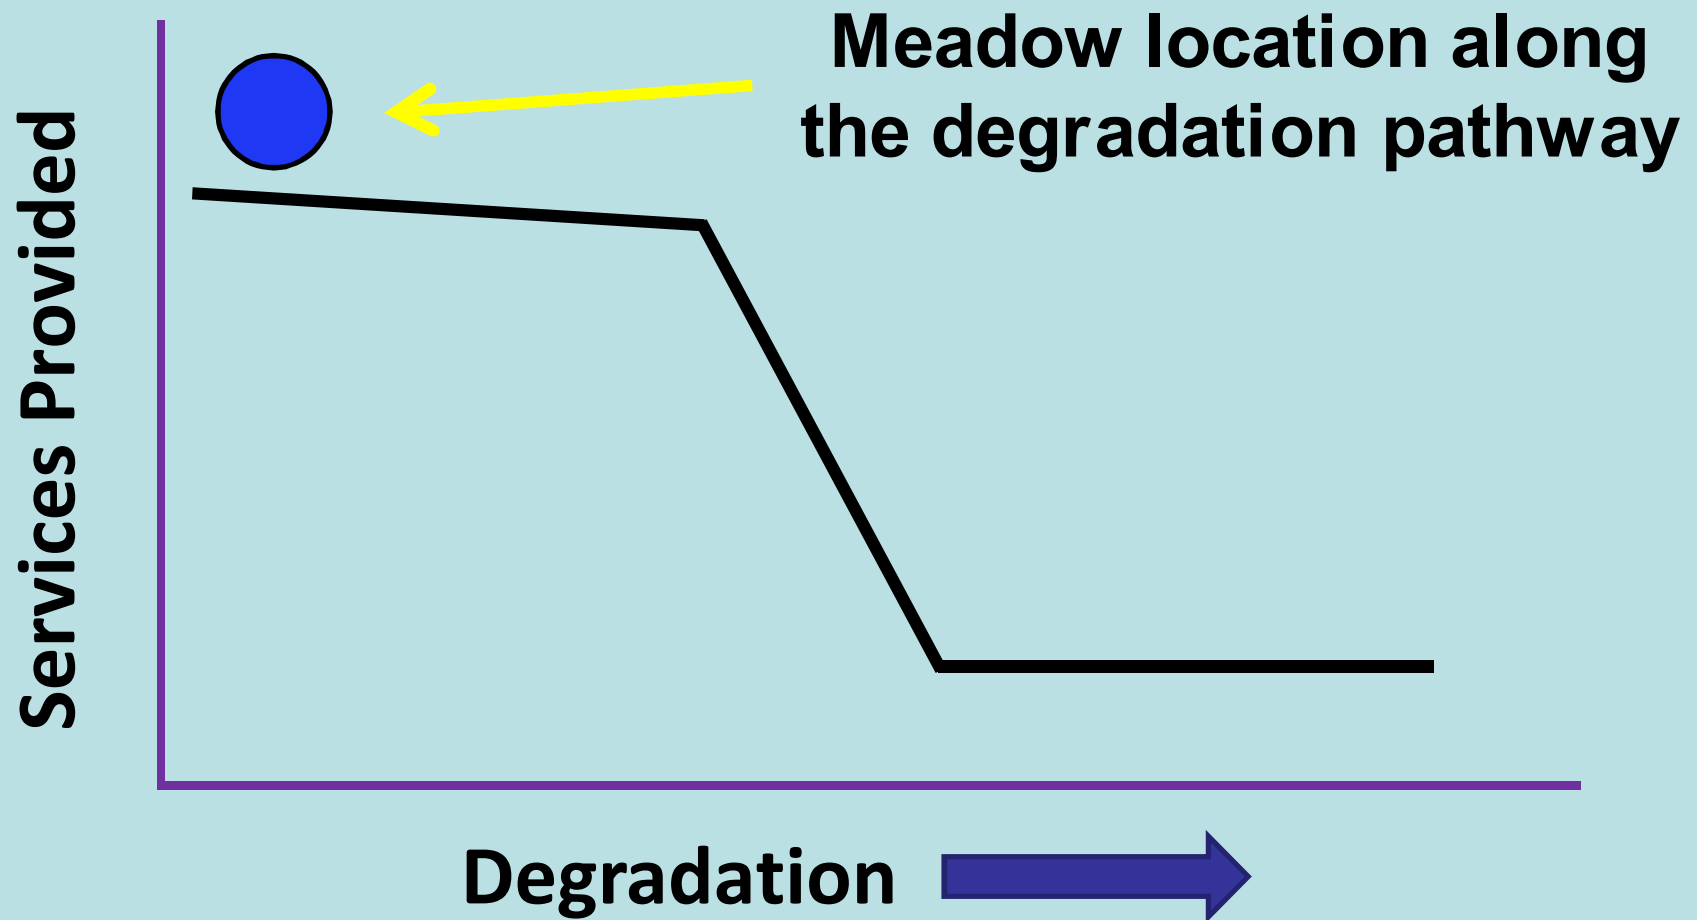 Meadow location along
the degradation pathway
Services Provided
Degradation